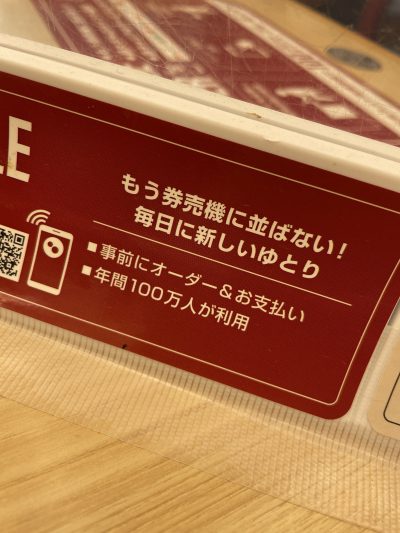 LE
もう券売機に並ばない!
毎日に新しいゆとり
■事前にオーダー&お支払い
■年間100万人が利用